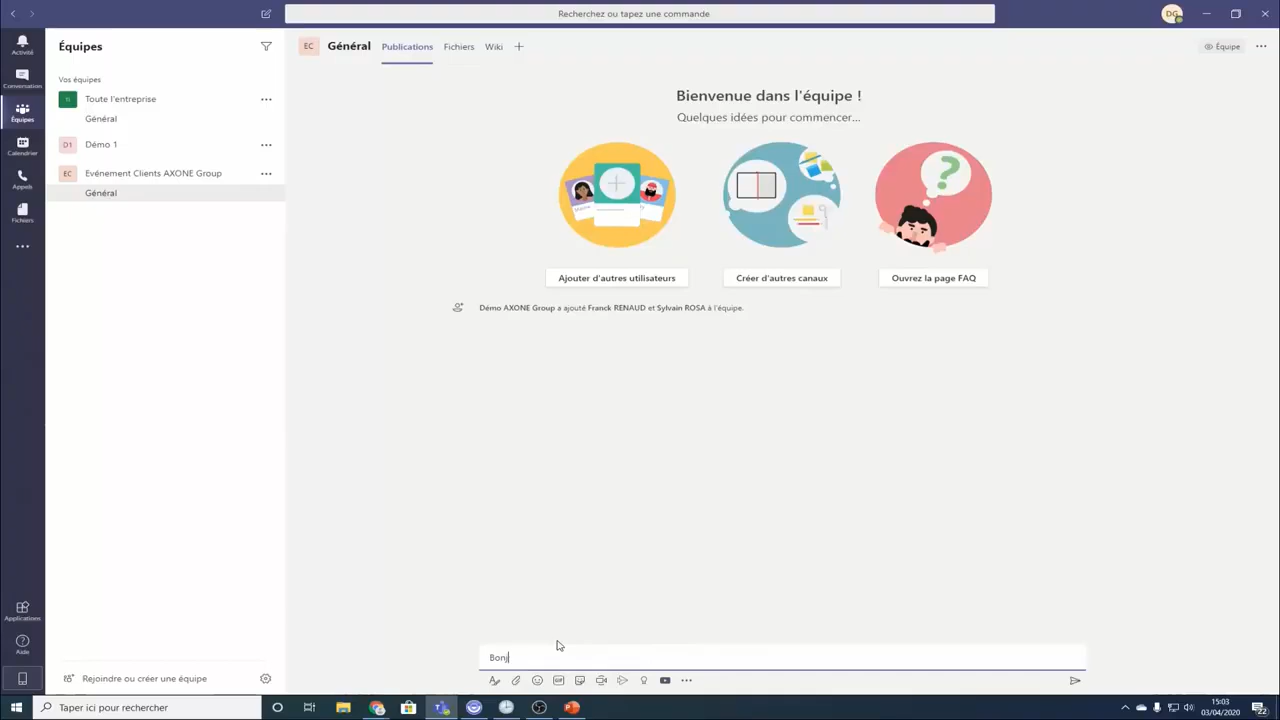 Recherchez ou tapez une commande
DG
Activité
Conversation
Équipes
Calendrier
Appels
Fichiers
Applications
Aide
Équipes
Vos équipes
Toute l'entreprise
Général
D1 Démo 1
EC Evénement Clients AXONE Group
Général
Rejoindre ou créer une équipe
EC Général Publications Fichiers Wiki
Équipe
Bienvenue dans l'équipe !
Quelques idées pour commencer...
Ajouter d'autres utilisateurs
Créer d'autres canaux
Ouvrez la page FAQ
Démo AXONE Group a ajouté Franck RENAUD et Sylvain ROSA à l'équipe.
Bonj
GIF
Taper ici pour rechercher
15:03
03/04/2020
22